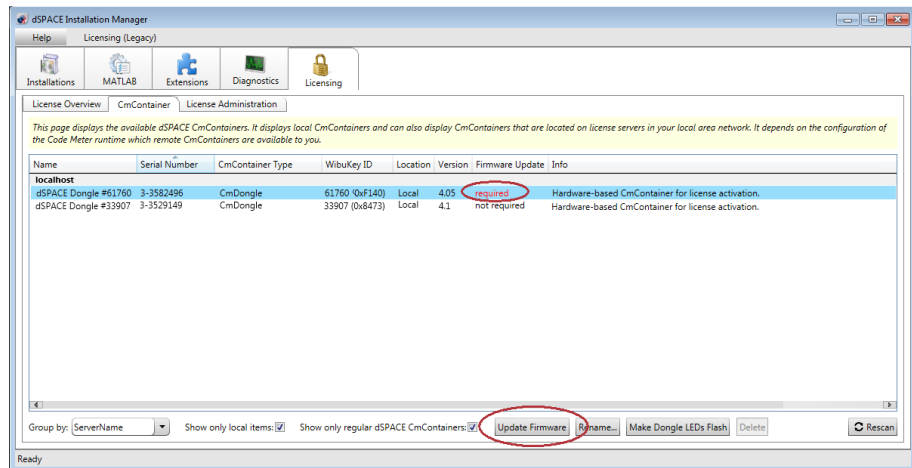 dSPACE Installation Manager
Help Licensing (Legacy)
Installations MATLAB Extensions Diagnostics Licensing
License Overview CmContainer License Administration
This page displays the available dSPACE CmContainers. It displays local CmContainers and can also display CmContainers that are located on license servers in your local area network. It depends on the configuration of
the Code Meter runtime which remote CmContainers are available to you.
Name Serial Number CmContainer Type WibuKey ID Location Version Firmware Update Info
localhost
dSPACE Dongle #61760 3-3582496 CmDongle 61760 (0xF140) Local 4.05 required Hardware-based CmContainer for license activation.
dSPACE Dongle #33907 3-3529149 CmDongle 33907 (0x8473) Local 4.1 not required Hardware-based CmContainer for license activation.
Group by: ServerName Show only local items: Show only regular dSPACE CmContainers: Update Firmware Rename... Make Dongle LEDs Flash Delete Rescan
Ready